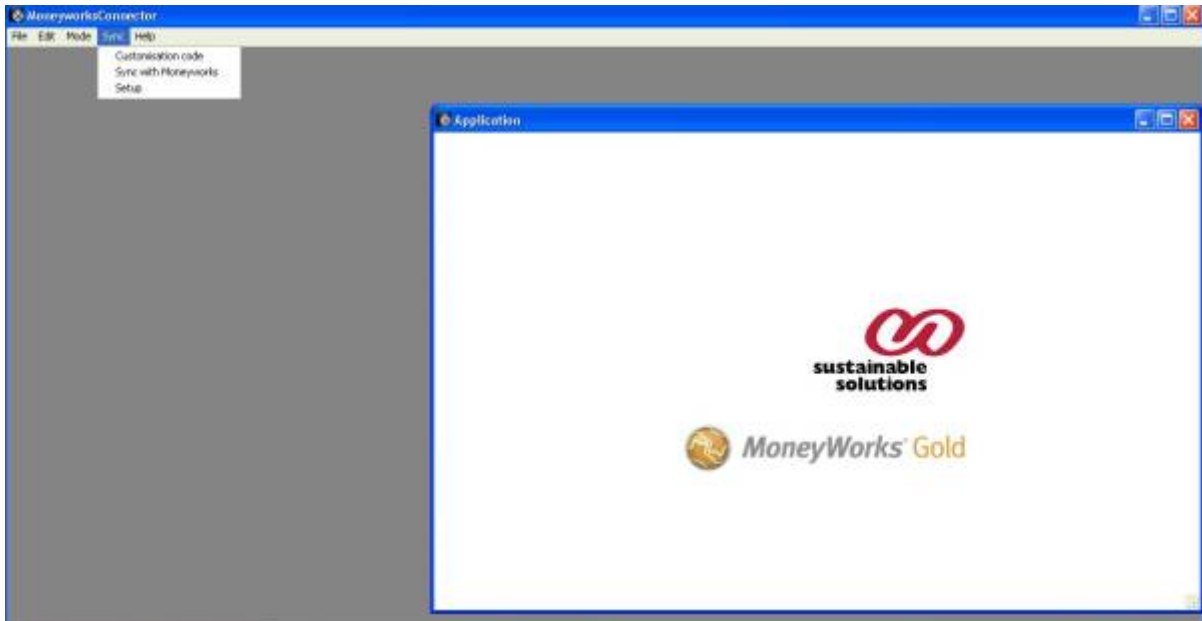 MoneyworksConnector
File Edit Mode Sync Help
Customisation code
Sync with Moneyworks
Setup
Application
sustainable
solutions
MoneyWorks Gold